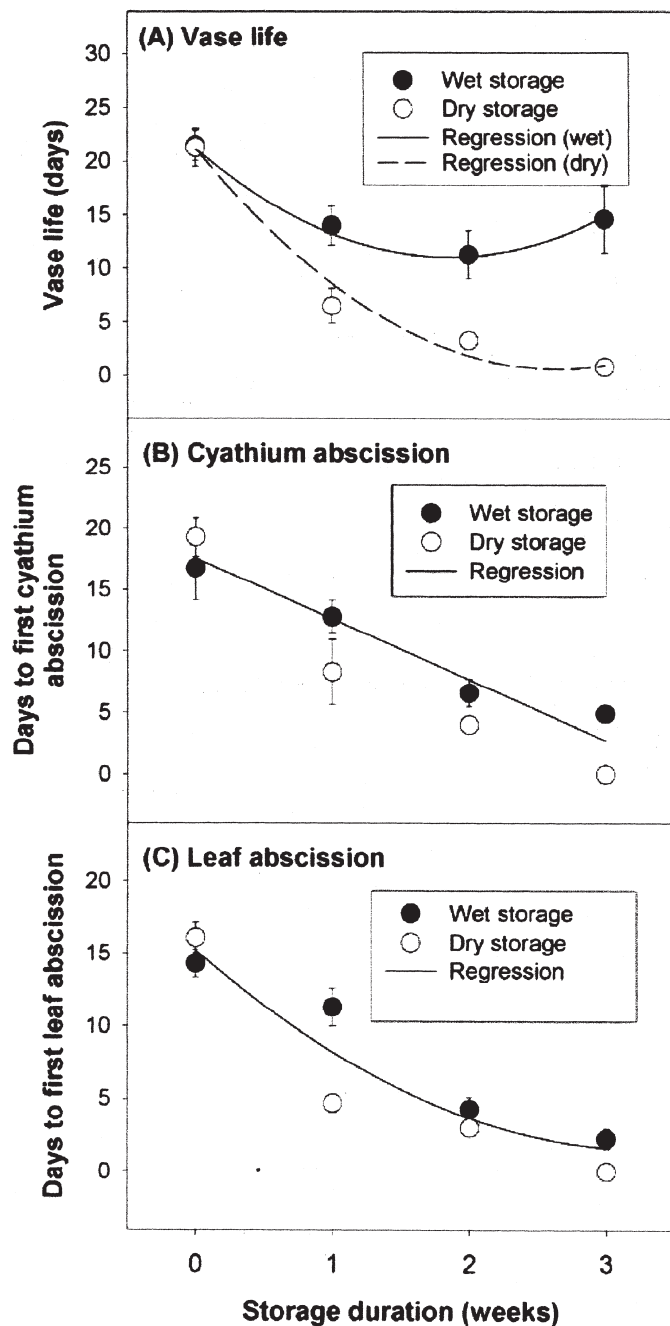 (A) Vase life
Wet storage
Dry storage
Regression (wet)
Regression (dry)
Vase life (days)
35
30
25
20
15
10
5
0
(B) Cyathium abscission
Wet storage
Dry storage
Regression
Days to first cyathium
abscission
25
20
15
10
5
0
(C) Leaf abscission
Wet storage
Dry storage
Regression
Days to first leaf abscission
20
15
10
5
0
0 1 2 3
Storage duration (weeks)